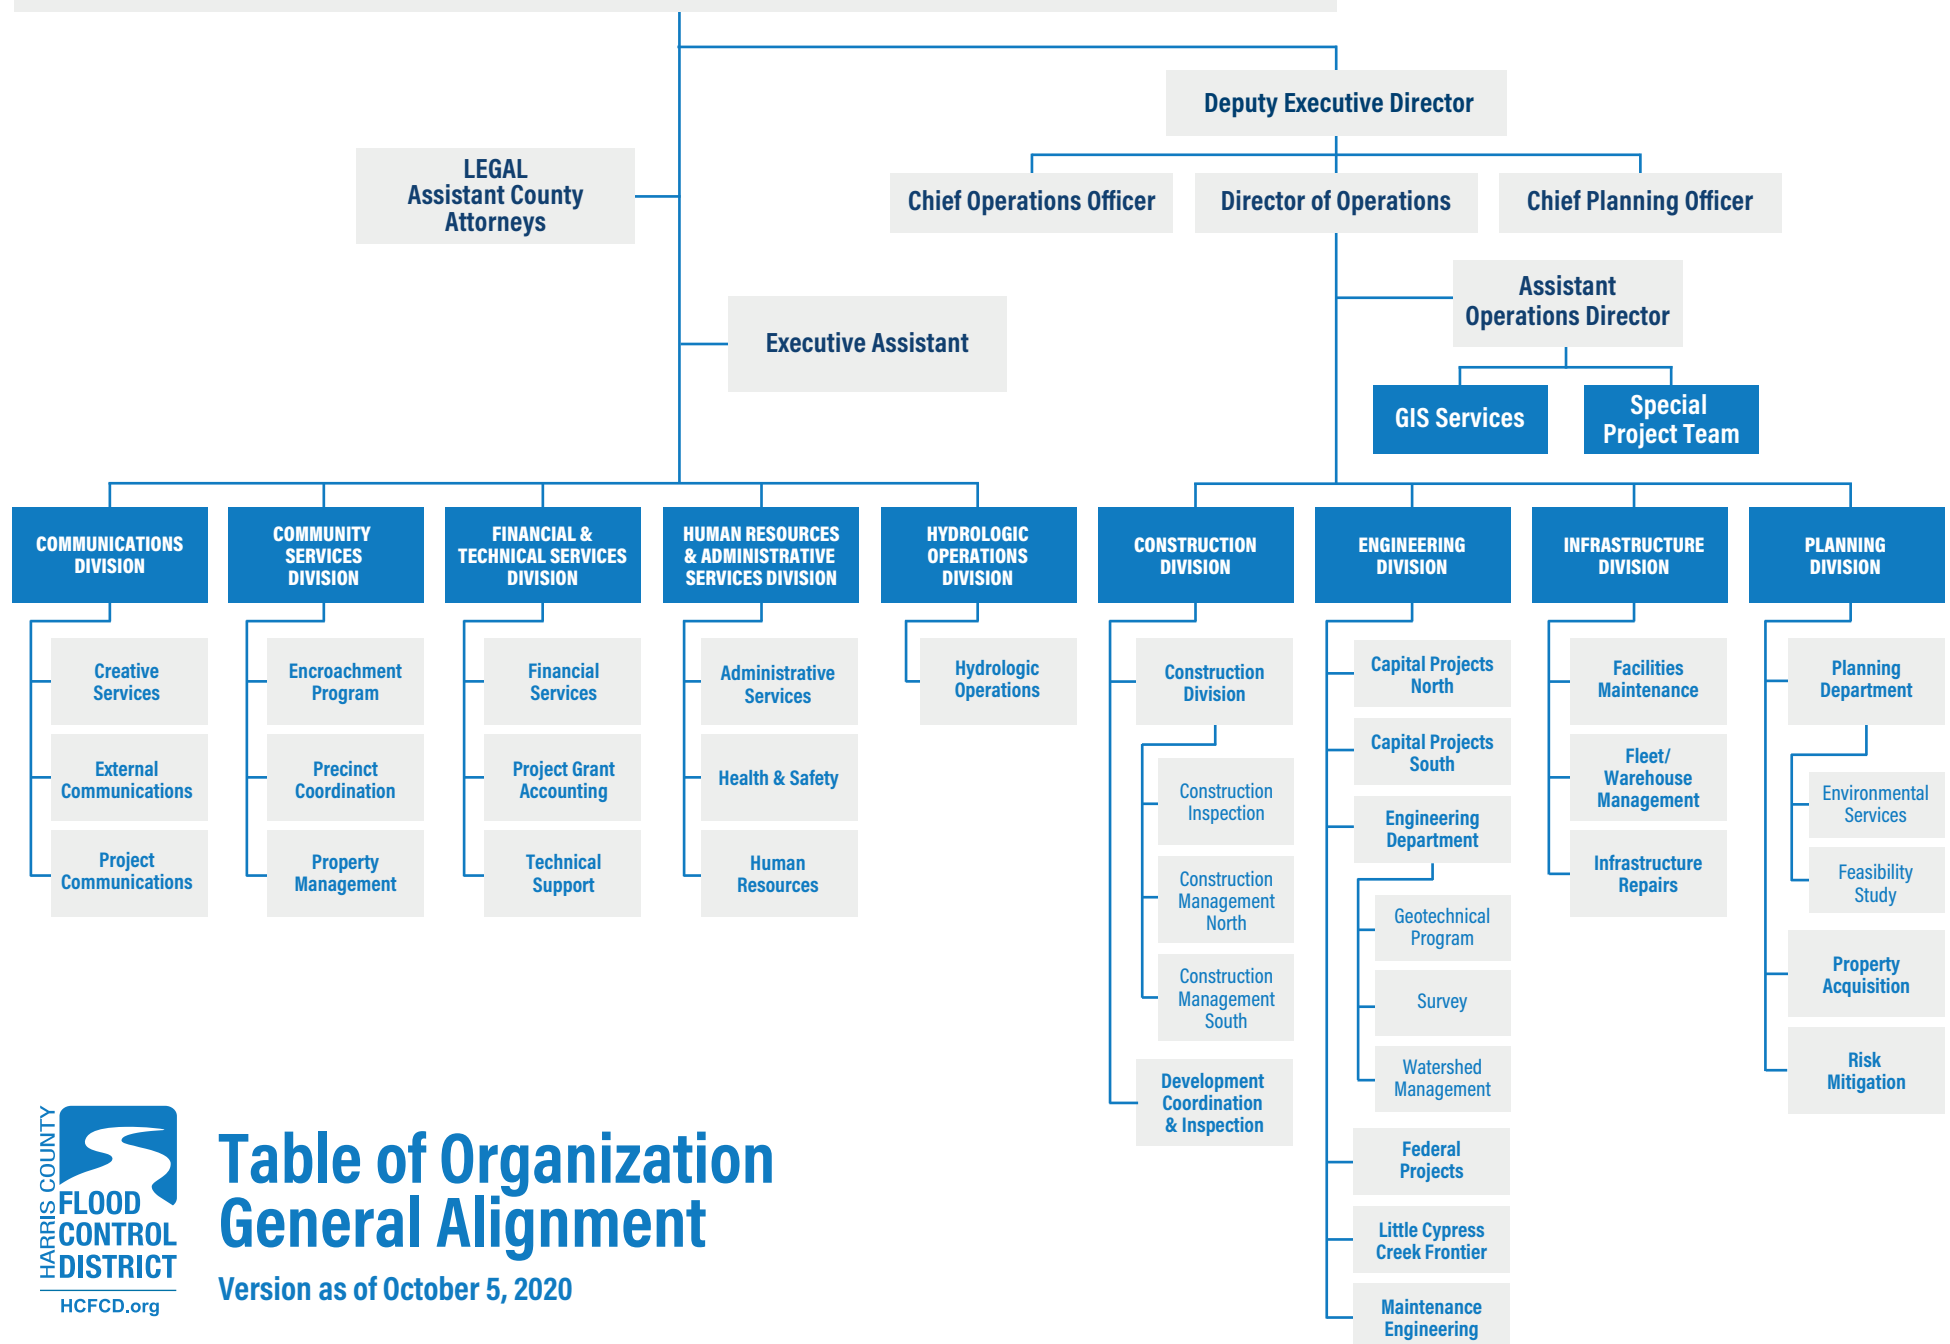 Deputy Executive Director
LEGAL
Assistant County
Attorneys
Chief Operations Officer
Director of Operations
Chief Planning Officer
Assistant
Operations Director
Executive Assistant
GIS Services
Special
Project Team
COMMUNICATIONS
DIVISION
COMMUNITY
SERVICES
DIVISION
FINANCIAL &
TECHNICAL SERVICES
DIVISION
HUMAN RESOURCES
& ADMINISTRATIVE
SERVICES DIVISION
HYDROLOGIC
OPERATIONS
DIVISION
CONSTRUCTION
DIVISION
ENGINEERING
DIVISION
INFRASTRUCTURE
DIVISION
PLANNING
DIVISION
Creative
Services
External
Communications
Project
Communications
Encroachment
Program
Precinct
Coordination
Property
Management
Financial
Services
Project Grant
Accounting
Technical
Support
Administrative
Services
Health & Safety
Human
Resources
Hydrologic
Operations
Construction
Division
Construction
Inspection
Construction
Management
North
Construction
Management
South
Development
Coordination
& Inspection
Capital Projects
North
Capital Projects
South
Engineering
Department
Geotechnical
Program
Survey
Watershed
Management
Federal
Projects
Little Cypress
Creek Frontier
Maintenance
Engineering
Facilities
Maintenance
Fleet/
Warehouse
Management
Infrastructure
Repairs
Planning
Department
Environmental
Services
Feasibility
Study
Property
Acquisition
Risk
Mitigation
HARRIS COUNTY
FLOOD
CONTROL
DISTRICT
HCFCD.org
Table of Organization
General Alignment
Version as of October 5, 2020